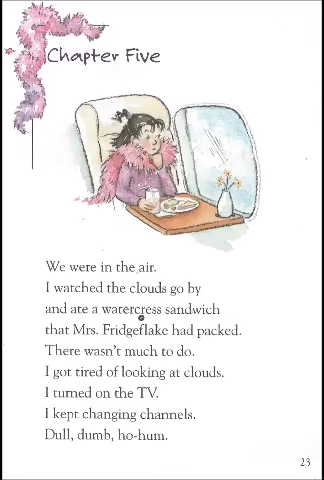 Chapter Five
We were in the air.
I watched the clouds go by
and ate a watercress sandwich
that Mrs. Fridgeflake had packed.
There wasn't much to do.
I got tired of looking at clouds.
I turned on the TV.
I kept changing channels.
Dull, dumb, ho-hum.
23